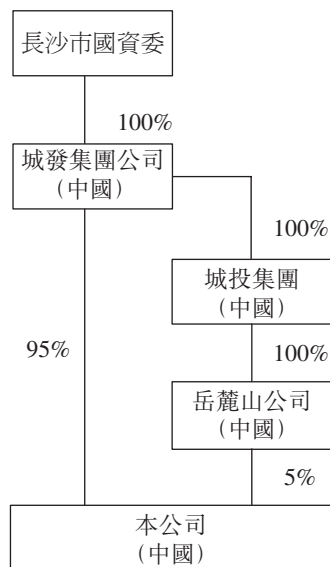 長沙市國資委
100%
城發集團公司
(中國)
100%
城投集團
(中國)
95%
100%
岳麓山公司
(中國)
5%
本公司
(中國)